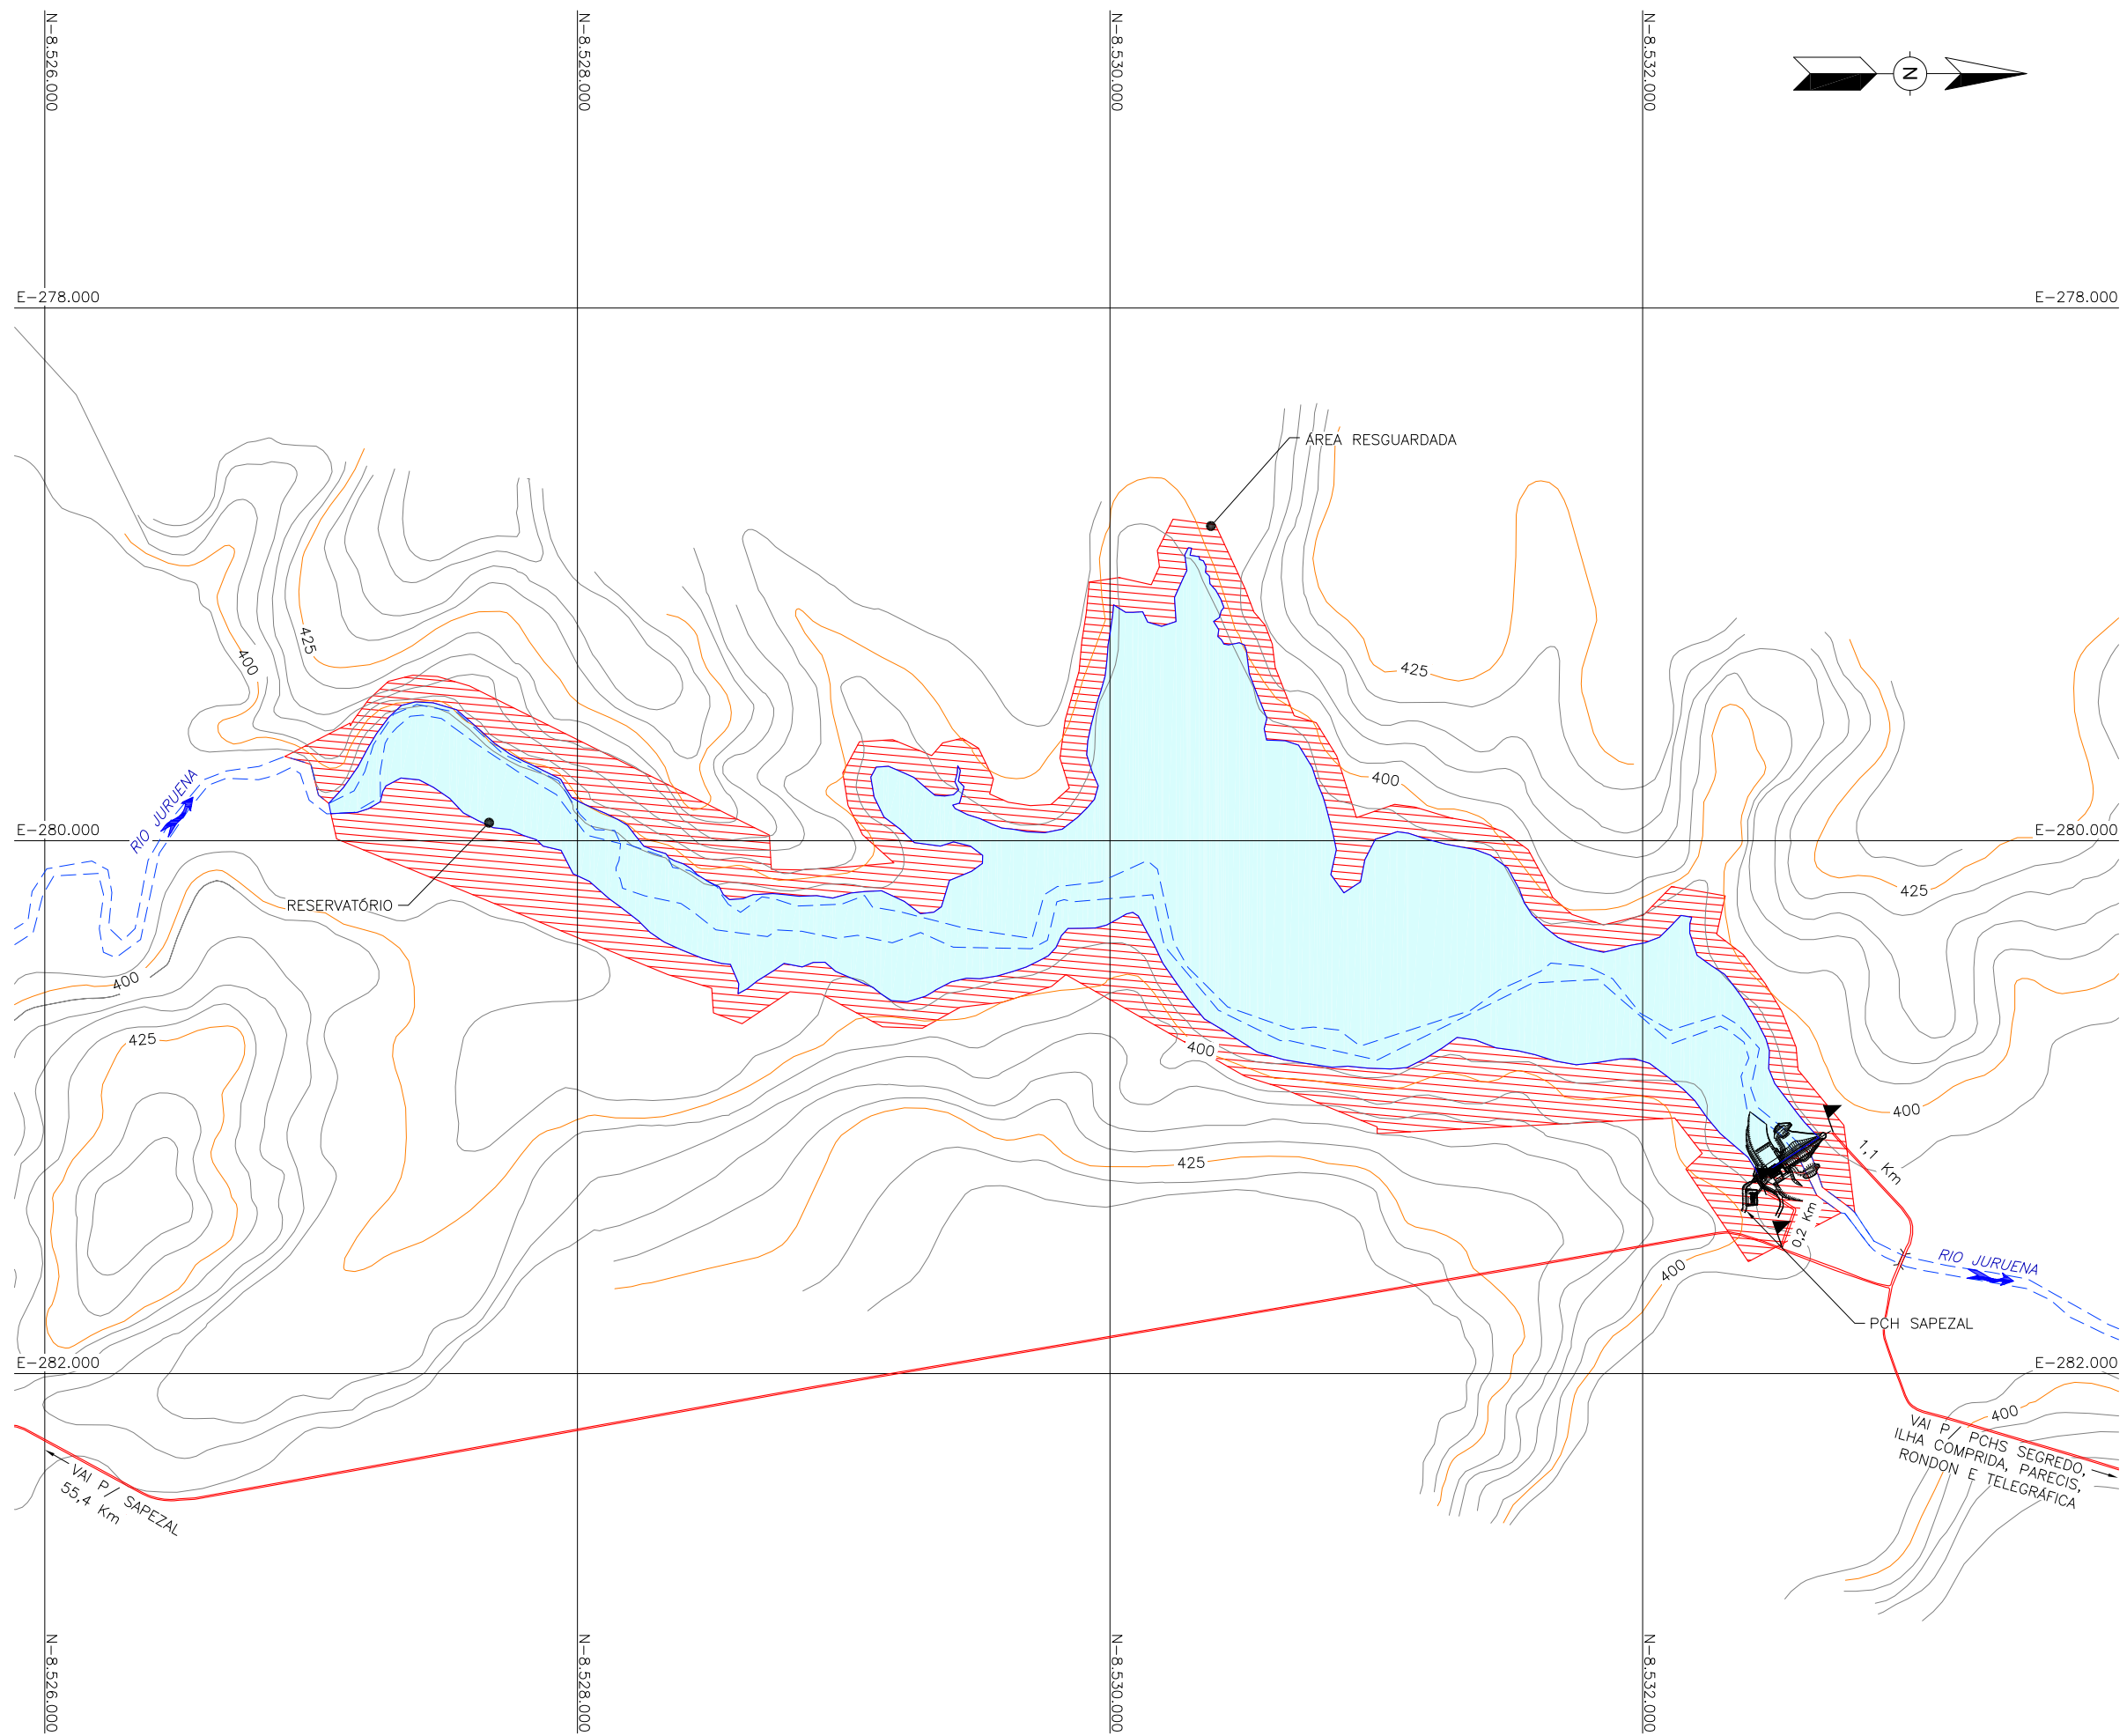 N-8.526.000
N-8.528.000
N-8.530.000
N-8.532.000
N
E-278.000
E-278.000
ÁREA RESGUARDADA
425
400
425
400
RIO JURUENA
E-280.000
E-280.000
RESERVATÓRIO
425
400
425
400
400
1,1 Km
425
0,2 Km
RIO JURUENA
400
PCH SAPEZAL
E-282.000
E-282.000
400
VAI P/ PCHS SEGREDO,
ILHA COMPRIDA, PARECIS,
RONDON E TELEGRÁFICA
VAI P/ SAPEZAL
55,4 Km
N-8.526.000
N-8.528.000
N-8.530.000
N-8.532.000